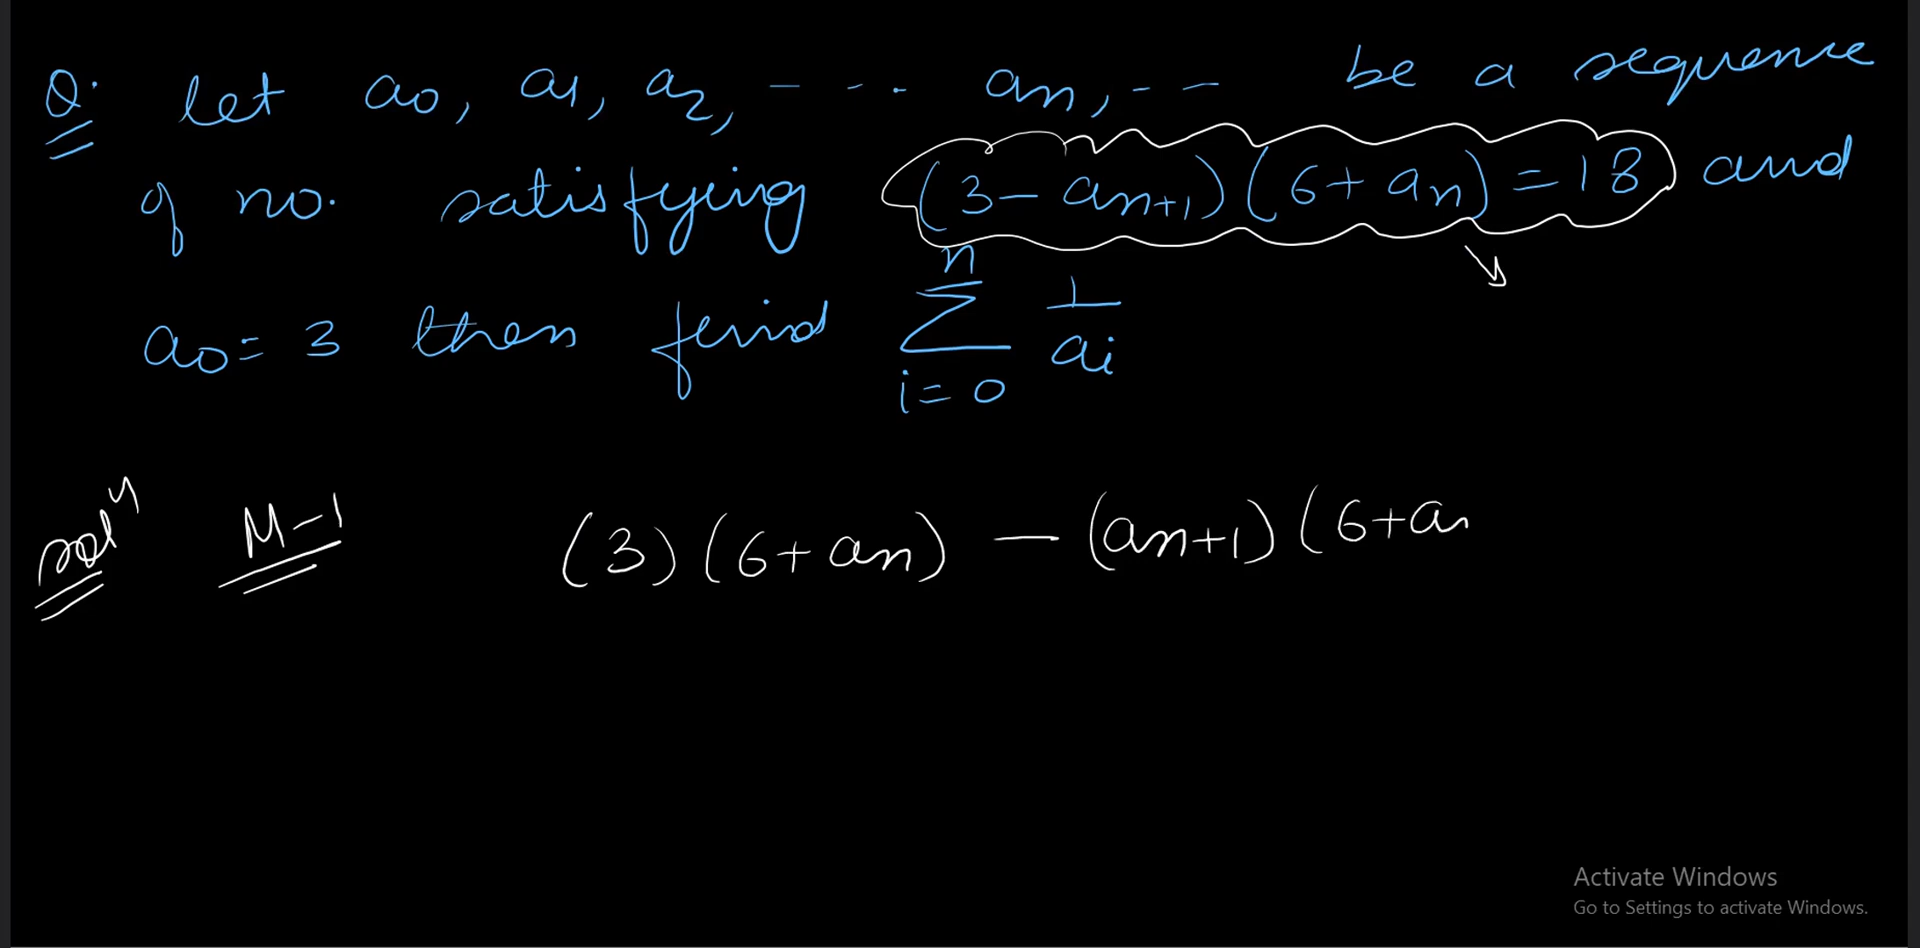 Q. let a0, a1, a2, - - - . an, - - be a sequence
of no. satisfying (3 - an+1) (6 + an) = 18 and
a0 = 3 then find n∑i=0 1/ai
solⁿ M-1 (3) (6 + an) - (an+1) (6 + an
Activate Windows
Go to Settings to activate Windows.